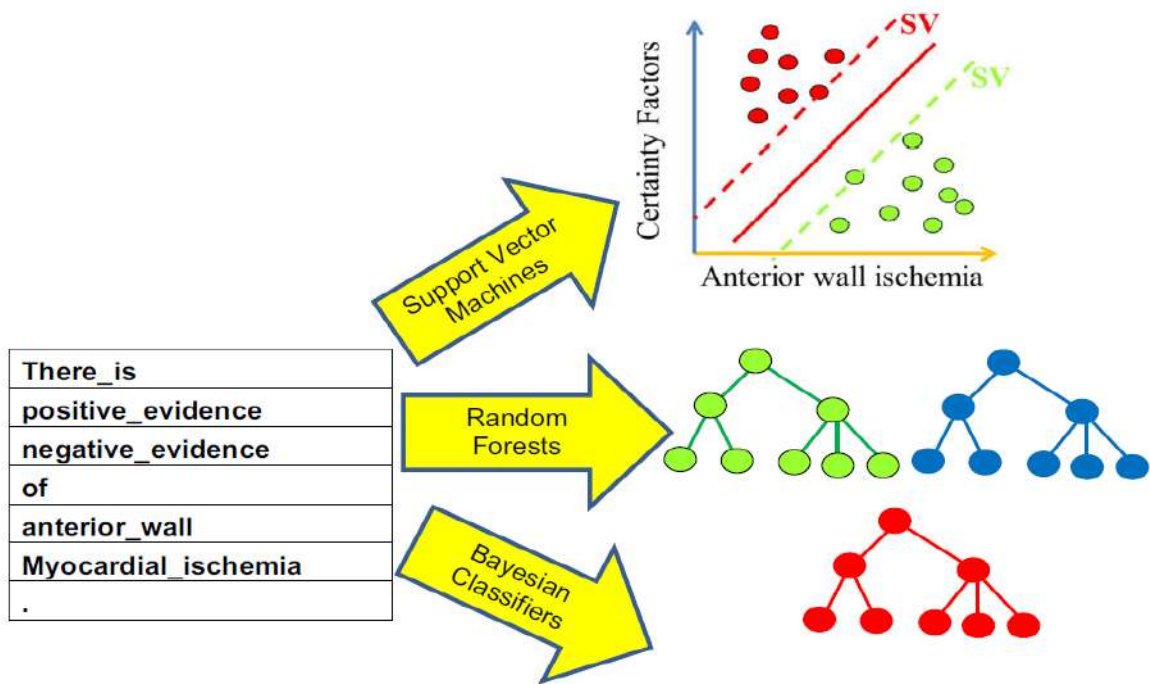 SV
SV
Certainty Factors
Anterior wall ischemia
Support Vector
Machines
There_is
positive_evidence
negative_evidence
of
anterior_wall
Myocardial_ischemia
.
Random
Forests
Bayesian
Classifiers